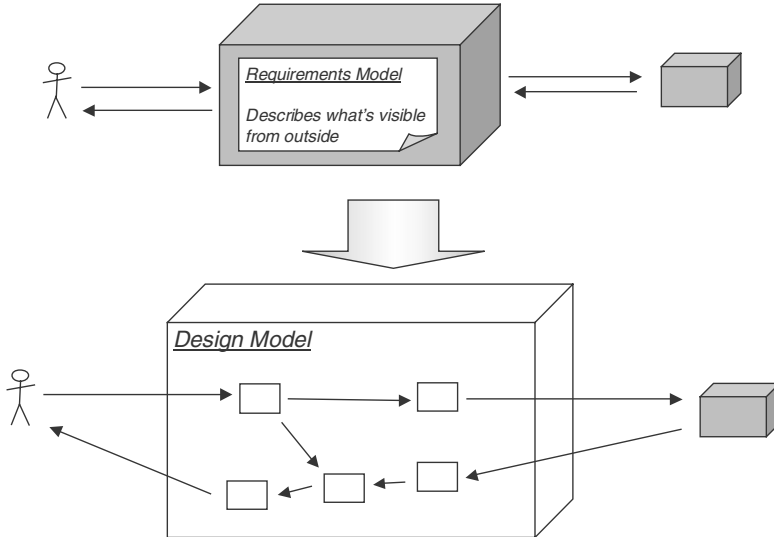 Requirements Model
Describes what's visible
from outside
Design Model